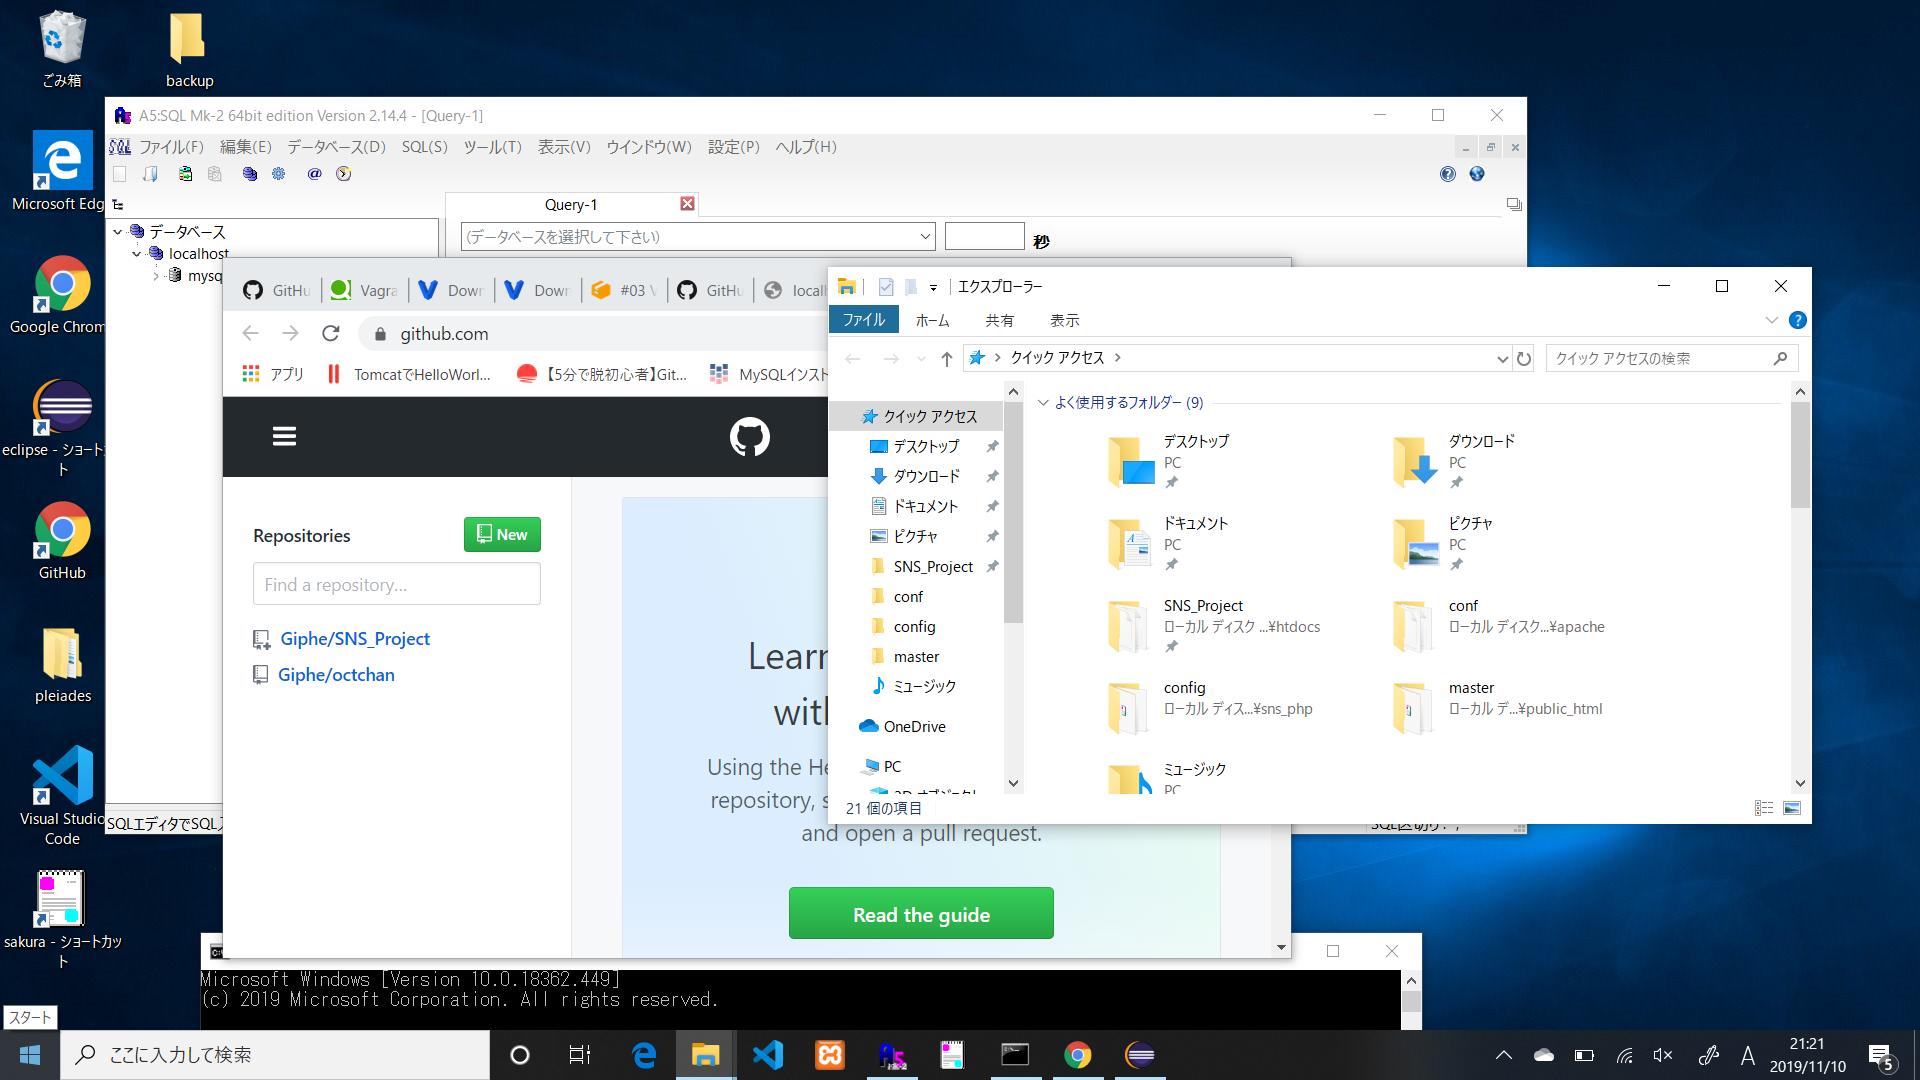 ごみ箱
backup
Microsoft Edg
Google Chrom
eclipse - ショート
ト
GitHub
pleiades
Visual Studio
Code
sakura - ショートカッ
ト
A5:SQL Mk-2 64bit edition Version 2.14.4 - [Query-1]
ファイル(F) 編集(E) データベース(D) SQL(S) ツール(T) 表示(V) ウインドウ(W) 設定(P) ヘルプ(H)
Query-1
(データベースを選択して下さい)
秒
データベース
localhost
mysq
SQLエディタでSQL
SQL区切り: ;
GitHu
Vagra
Down
Down
#03 V
GitHu
local
github.com
アプリ
TomcatでHelloWorl...
【5分で脱初心者】Git...
MySQLインスト
Repositories
New
Find a repository...
Giphe/SNS_Project
Giphe/octchan
Learn
with
Using the He
repository, s
and open a pull request.
Read the guide
エクスプローラー
ファイル ホーム 共有 表示
クイック アクセス
クイック アクセスの検索
クイック アクセス
デスクトップ
ダウンロード
ドキュメント
ピクチャ
SNS_Project
conf
config
master
ミュージック
OneDrive
PC
3D オブジェクト
よく使用するフォルダー (9)
デスクトップ
PC
ダウンロード
PC
ドキュメント
PC
ピクチャ
PC
SNS_Project
ローカル ディスク ...¥htdocs
conf
ローカル ディスク...¥apache
config
ローカル ディス...¥sns_php
master
ローカル デ...¥public_html
ミュージック
PC
21 個の項目
Microsoft Windows [Version 10.0.18362.449]
(c) 2019 Microsoft Corporation. All rights reserved.
スタート
ここに入力して検索
A
21:21
2019/11/10
5